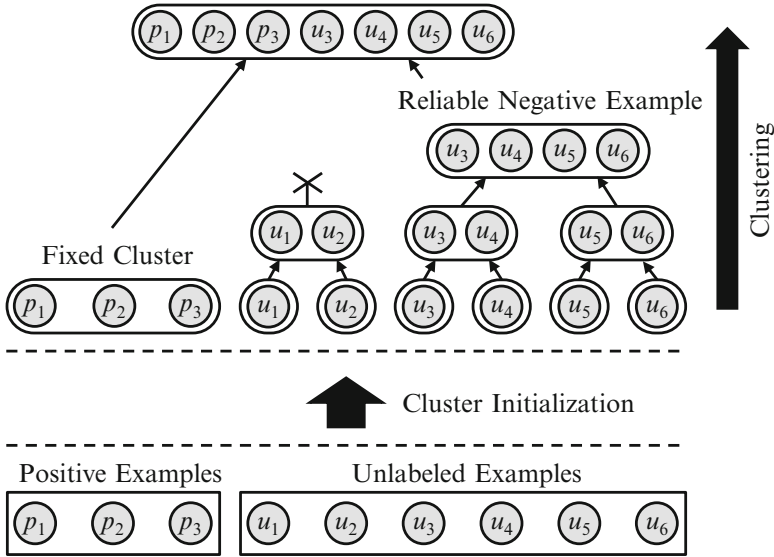 p1 p2 p3 u3 u4 u5 u6
Reliable Negative Example
u3 u4 u5 u6
Clustering
u1 u2 u3 u4 u5 u6
Fixed Cluster
p1 p2 p3 u1 u2 u3 u4 u5 u6
Cluster Initialization
Positive Examples Unlabeled Examples
p1 p2 p3 u1 u2 u3 u4 u5 u6